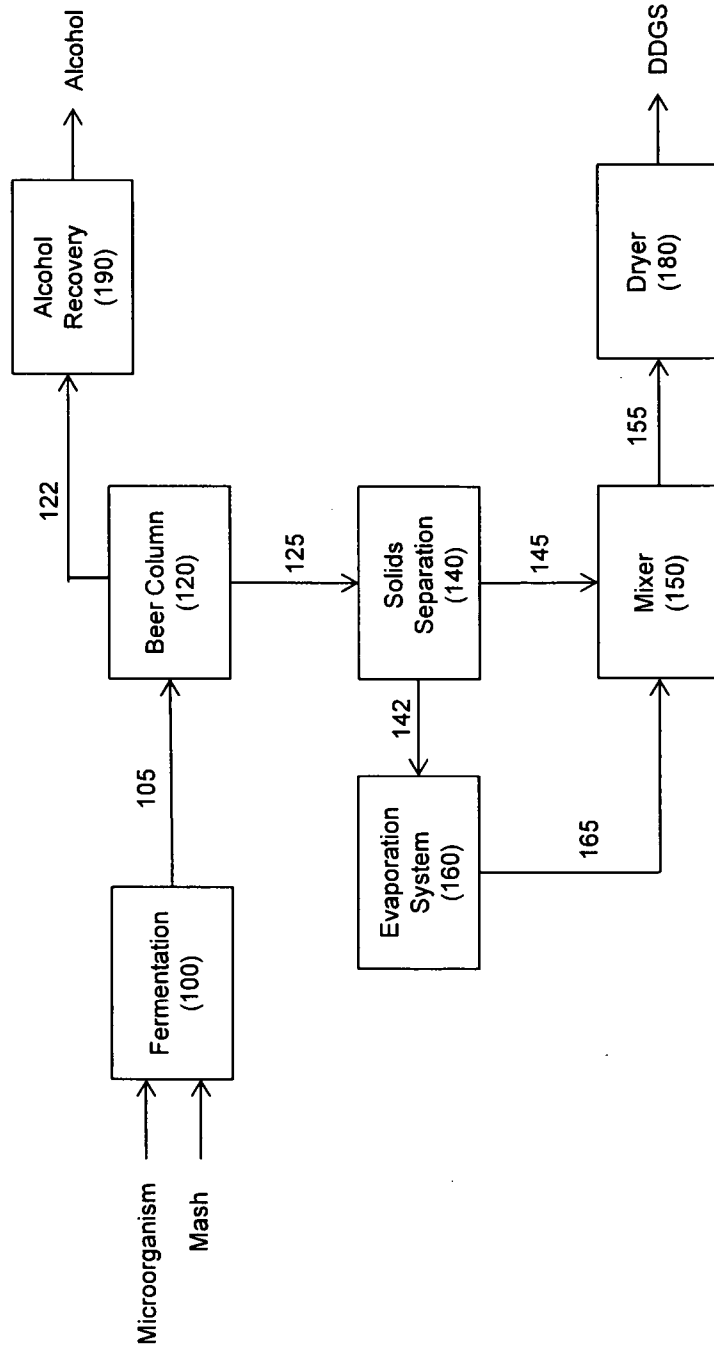 Microorganism
Mash
Fermentation
(100)
105
Beer Column
(120)
122
Alcohol
Recovery
(190)
Alcohol
125
Solids
Separation
(140)
142
Evaporation
System
(160)
145
165
Mixer
(150)
155
Dryer
(180)
DDGS